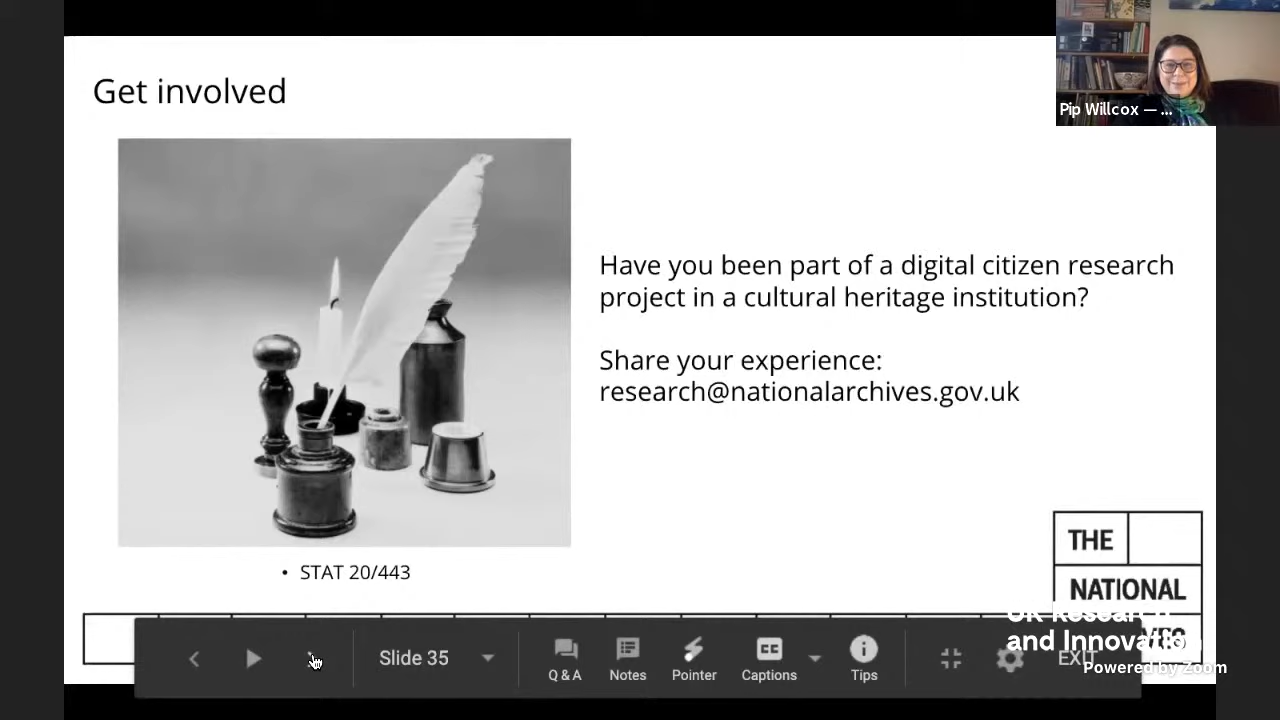 Get involved
Pip Willcox — ...
Have you been part of a digital citizen research
project in a cultural heritage institution?
Share your experience:
research@nationalarchives.gov.uk
• STAT 20/443
THE
NATIONAL
UK Research
and Innovation
Slide 35
Q & A
Notes
Pointer
CC
Captions
Tips
EXIT
Powered by Zoom